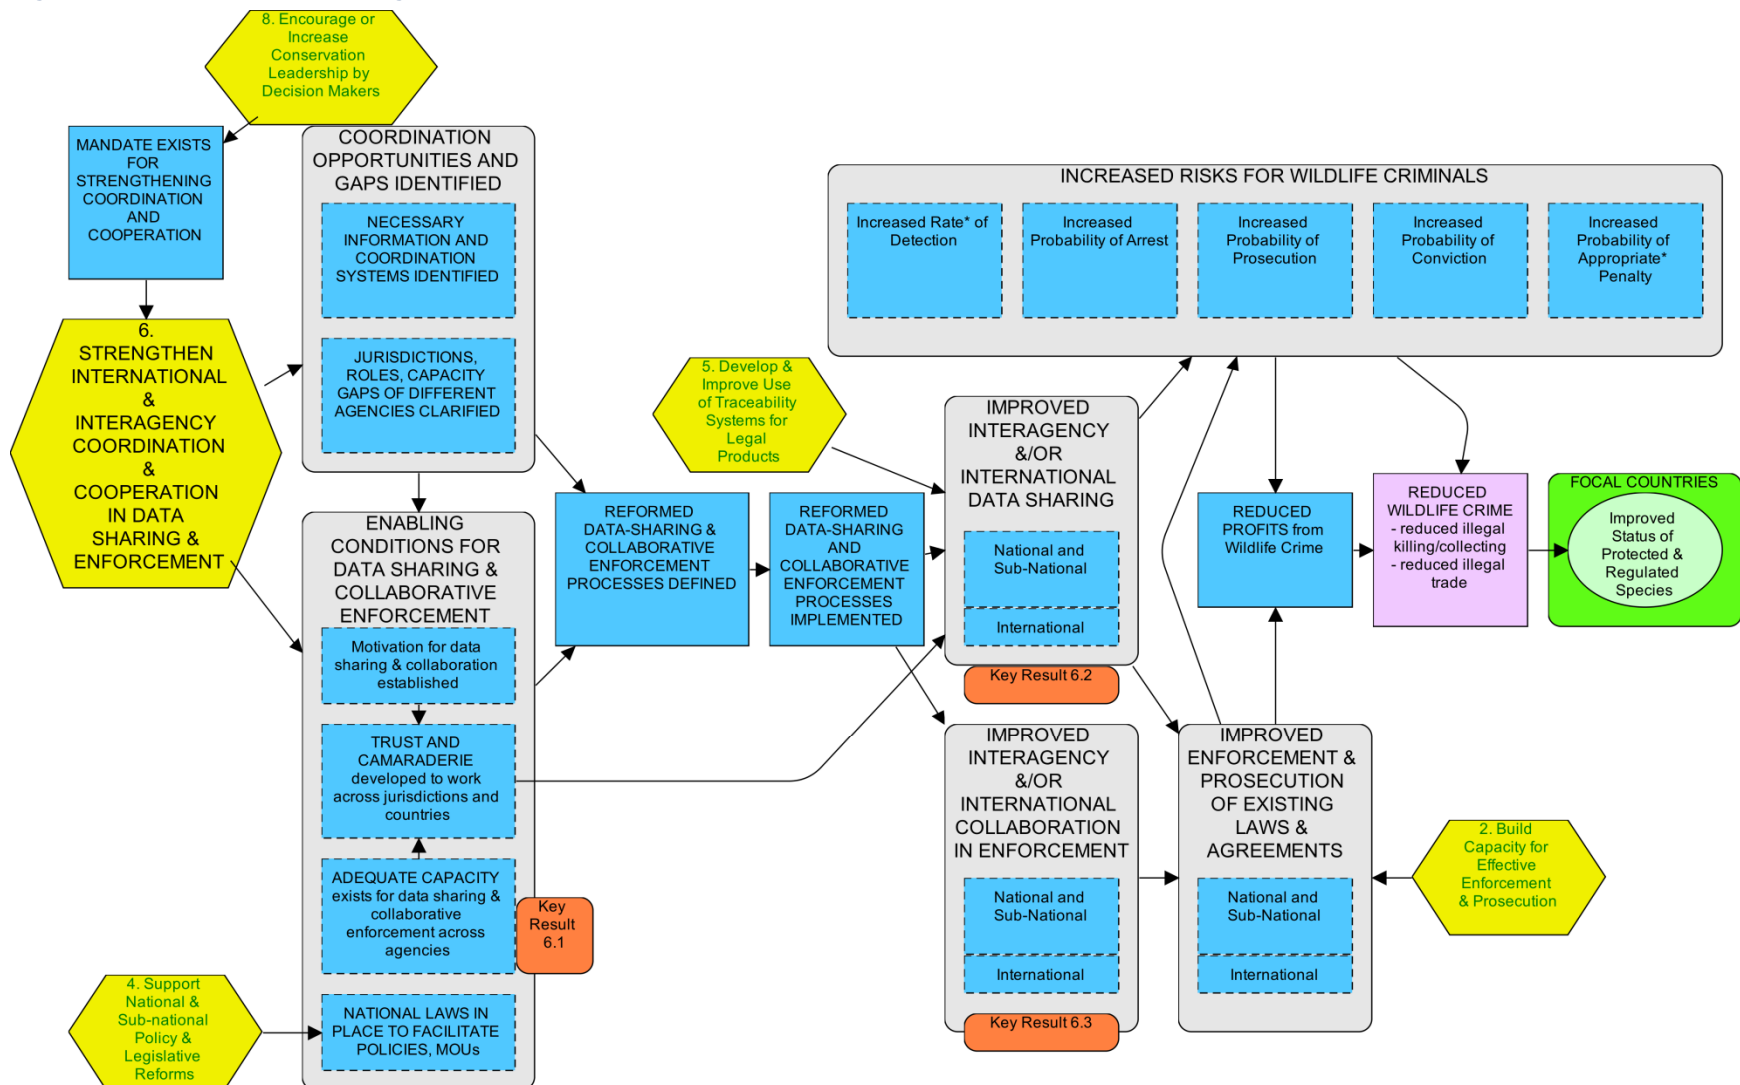 8. Encourage or
Increase
Conservation
Leadership by
Decision Makers
MANDATE EXISTS
FOR
STRENGTHENING
COORDINATION
AND
COOPERATION
6.
STRENGTHEN
INTERNATIONAL
&
INTERAGENCY
COORDINATION
&
COOPERATION
IN DATA
SHARING &
ENFORCEMENT
COORDINATION
OPPORTUNITIES AND
GAPS IDENTIFIED
NECESSARY
INFORMATION AND
COORDINATION
SYSTEMS IDENTIFIED
JURISDICTIONS,
ROLES, CAPACITY
GAPS OF DIFFERENT
AGENCIES CLARIFIED
ENABLING
CONDITIONS FOR
DATA SHARING &
COLLABORATIVE
ENFORCEMENT
Motivation for data
sharing & collaboration
established
TRUST AND
CAMARADERIE
developed to work
across jurisdictions and
countries
ADEQUATE CAPACITY
exists for data sharing &
collaborative
enforcement across
agencies
Key
Result
6.1
NATIONAL LAWS IN
PLACE TO FACILITATE
POLICIES, MOUs
4. Support
National &
Sub-national
Policy &
Legislative
Reforms
REFORMED
DATA-SHARING &
COLLABORATIVE
ENFORCEMENT
PROCESSES DEFINED
REFORMED
DATA-SHARING
AND
COLLABORATIVE
ENFORCEMENT
PROCESSES
IMPLEMENTED
5. Develop &
Improve Use
of Traceability
Systems for
Legal
Products
IMPROVED
INTERAGENCY
&/OR
INTERNATIONAL
DATA SHARING
National and
Sub-National
International
Key Result 6.2
IMPROVED
INTERAGENCY
&/OR
INTERNATIONAL
COLLABORATION
IN ENFORCEMENT
National and
Sub-National
International
Key Result 6.3
IMPROVED
ENFORCEMENT &
PROSECUTION
OF EXISTING
LAWS &
AGREEMENTS
National and
Sub-National
International
2. Build
Capacity for
Effective
Enforcement
& Prosecution
INCREASED RISKS FOR WILDLIFE CRIMINALS
Increased Rate* of
Detection
Increased
Probability of Arrest
Increased
Probability of
Prosecution
Increased
Probability of
Conviction
Increased
Probability of
Appropriate*
Penalty
REDUCED
PROFITS from
Wildlife Crime
REDUCED
WILDLIFE CRIME
- reduced illegal
killing/collecting
- reduced illegal
trade
FOCAL COUNTRIES
Improved
Status of
Protected &
Regulated
Species